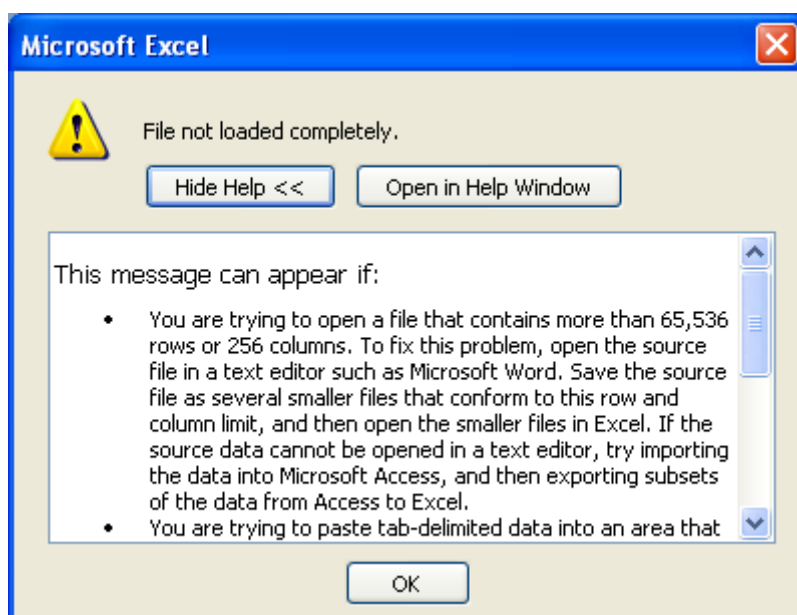 Microsoft Excel
File not loaded completely.
Hide Help <<
Open in Help Window
This message can appear if:
• You are trying to open a file that contains more than 65,536
rows or 256 columns. To fix this problem, open the source
file in a text editor such as Microsoft Word. Save the source
file as several smaller files that conform to this row and
column limit, and then open the smaller files in Excel. If the
source data cannot be opened in a text editor, try importing
the data into Microsoft Access, and then exporting subsets
of the data from Access to Excel.
• You are trying to paste tab-delimited data into an area that
OK